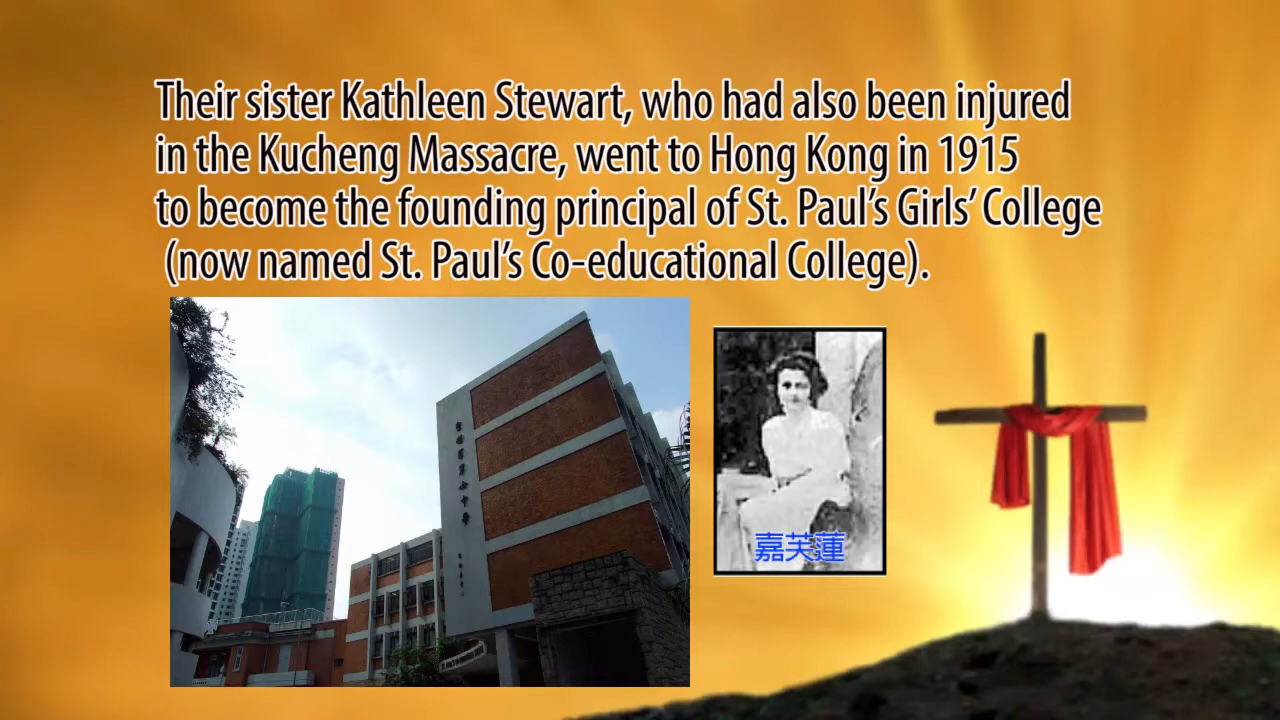 Their sister Kathleen Stewart, who had also been injured
in the Kucheng Massacre, went to Hong Kong in 1915
to become the founding principal of St. Paul's Girls' College
(now named St. Paul's Co-educational College).
嘉芙蓮